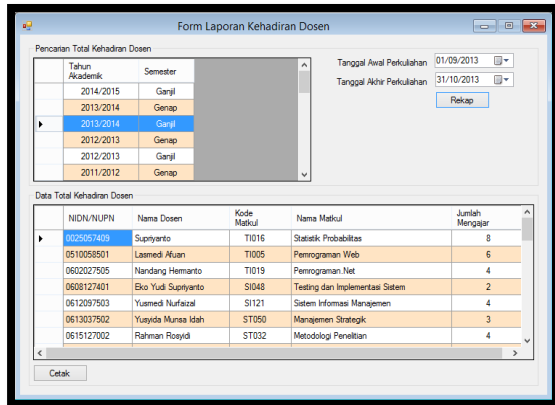 Form Laporan Kehadiran Dosen
Pencarian Total Kehadiran Dosen
Tahun Akademik Semester
2014/2015 Ganjil
2013/2014 Genap
2013/2014 Ganjil
2012/2013 Genap
2012/2013 Ganjil
2011/2012 Genap
Tanggal Awal Perkuliahan 01/09/2013
Tanggal Akhir Perkuliahan 31/10/2013
Rekap
Data Total Kehadiran Dosen
NIDN/NUPN Nama Dosen Kode Matkul Nama Matkul Jumlah Mengajar
0025057409 Supriyanto TI016 Statistik Probabilitas 8
0510058501 Lasmedi Afuan TI005 Pemrograman Web 6
0602027505 Nandang Hermanto TI019 Pemrograman .Net 4
0608127401 Eko Yudi Supriyanto SI048 Testing dan Implementasi Sistem 2
0612097503 Yusmedi Nurfaizal SI121 Sistem Informasi Manajemen 4
0613037502 Yusyida Munsa Idah ST050 Manajemen Strategik 3
0615127002 Rahman Rosyidi ST032 Metodologi Penelitian 4
Cetak